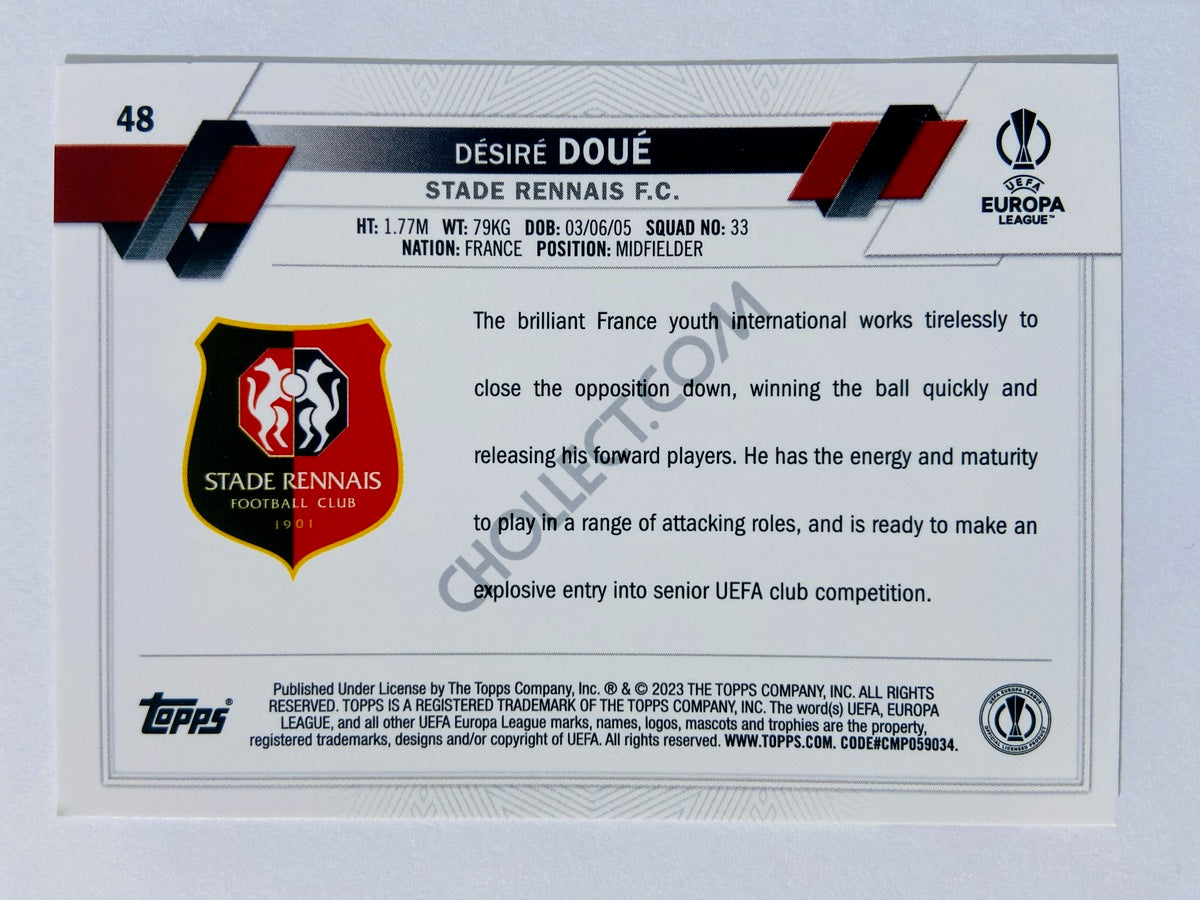 48
DÉSIRÉ DOUÉ
STADE RENNAIS F.C.
HT: 1.77M WT: 79KG DOB: 03/06/05 SQUAD NO: 33
NATION: FRANCE POSITION: MIDFIELDER
UEFA
EUROPA
LEAGUE™
STADE RENNAIS
FOOTBALL CLUB
1901
The brilliant France youth international works tirelessly to
close the opposition down, winning the ball quickly and
releasing his forward players. He has the energy and maturity
to play in a range of attacking roles, and is ready to make an
explosive entry into senior UEFA club competition.
CHOLLECT.COM
Topps®
Published Under License by The Topps Company, Inc. ® & © 2023 THE TOPPS COMPANY, INC. ALL RIGHTS
RESERVED. TOPPS IS A REGISTERED TRADEMARK OF THE TOPPS COMPANY, INC. The word(s) UEFA, EUROPA
LEAGUE, and all other UEFA Europa League marks, names, logos, mascots and trophies are the property,
registered trademarks, designs and/or copyright of UEFA. All rights reserved. WWW.TOPPS.COM. CODE#CMP059034.
UEFA EUROPA LEAGUE
OFFICIAL LICENSED PRODUCT